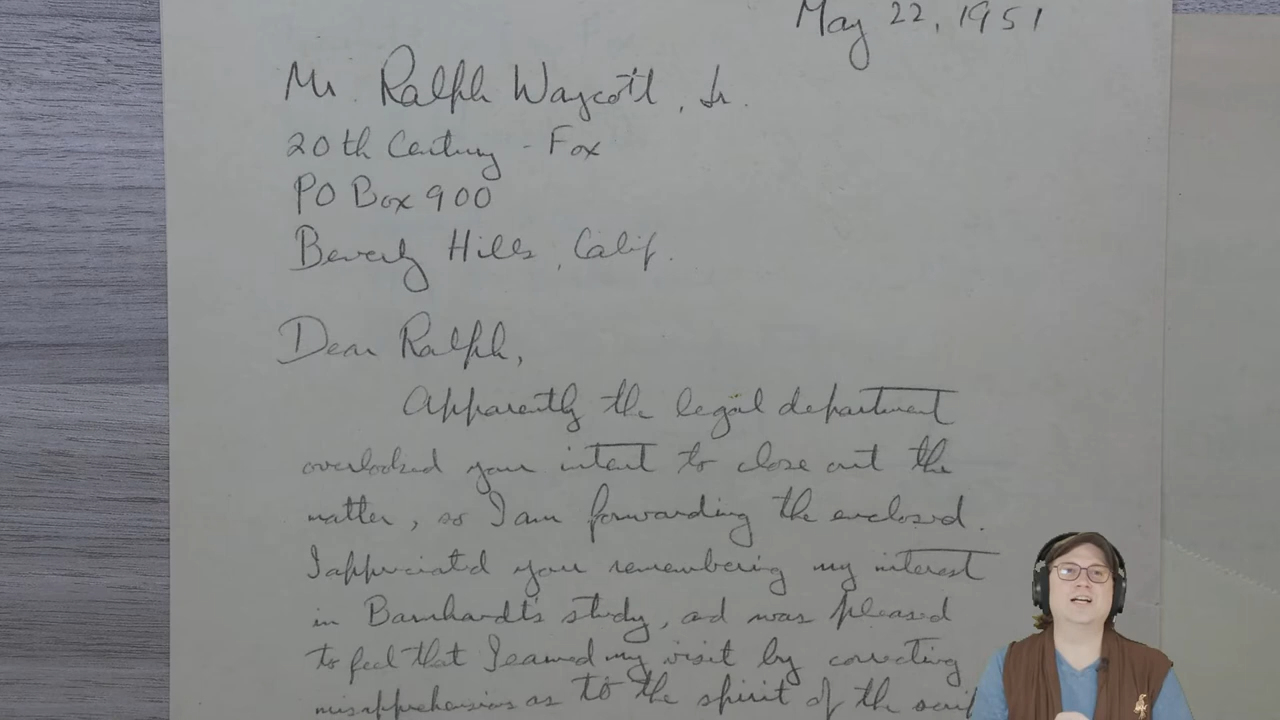 May 22, 1951
Mr. Ralph Waycott, Jr.
20th Century - Fox
PO Box 900
Beverly Hills, Calif.
Dear Ralph,
Apparently the legal department
overlooked your intent to close out the
matter, so I am forwarding the enclosed.
I appreciated your remembering my interest
in Barnhardt's study, and was pleased
to feel that I earned my visit by correcting
misapprehensions as to the spirit of the